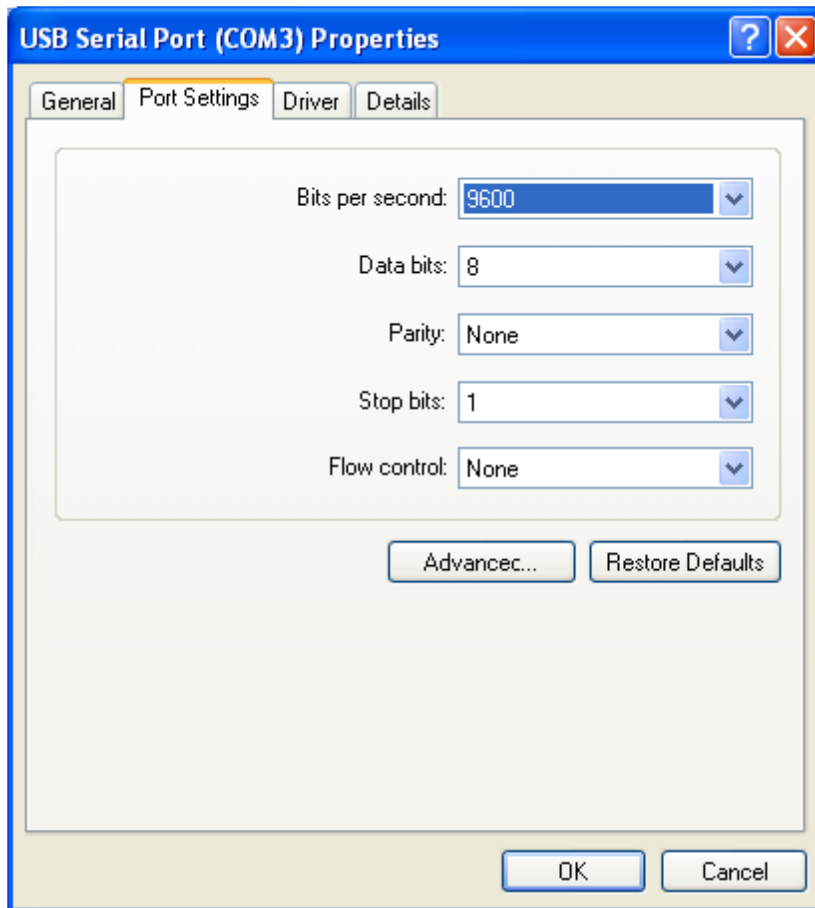 USB Serial Port (COM3) Properties
General Port Settings Driver Details
Bits per second: 9600
Data bits: 8
Parity: None
Stop bits: 1
Flow control: None
Advancec... Restore Defaults
OK Cancel